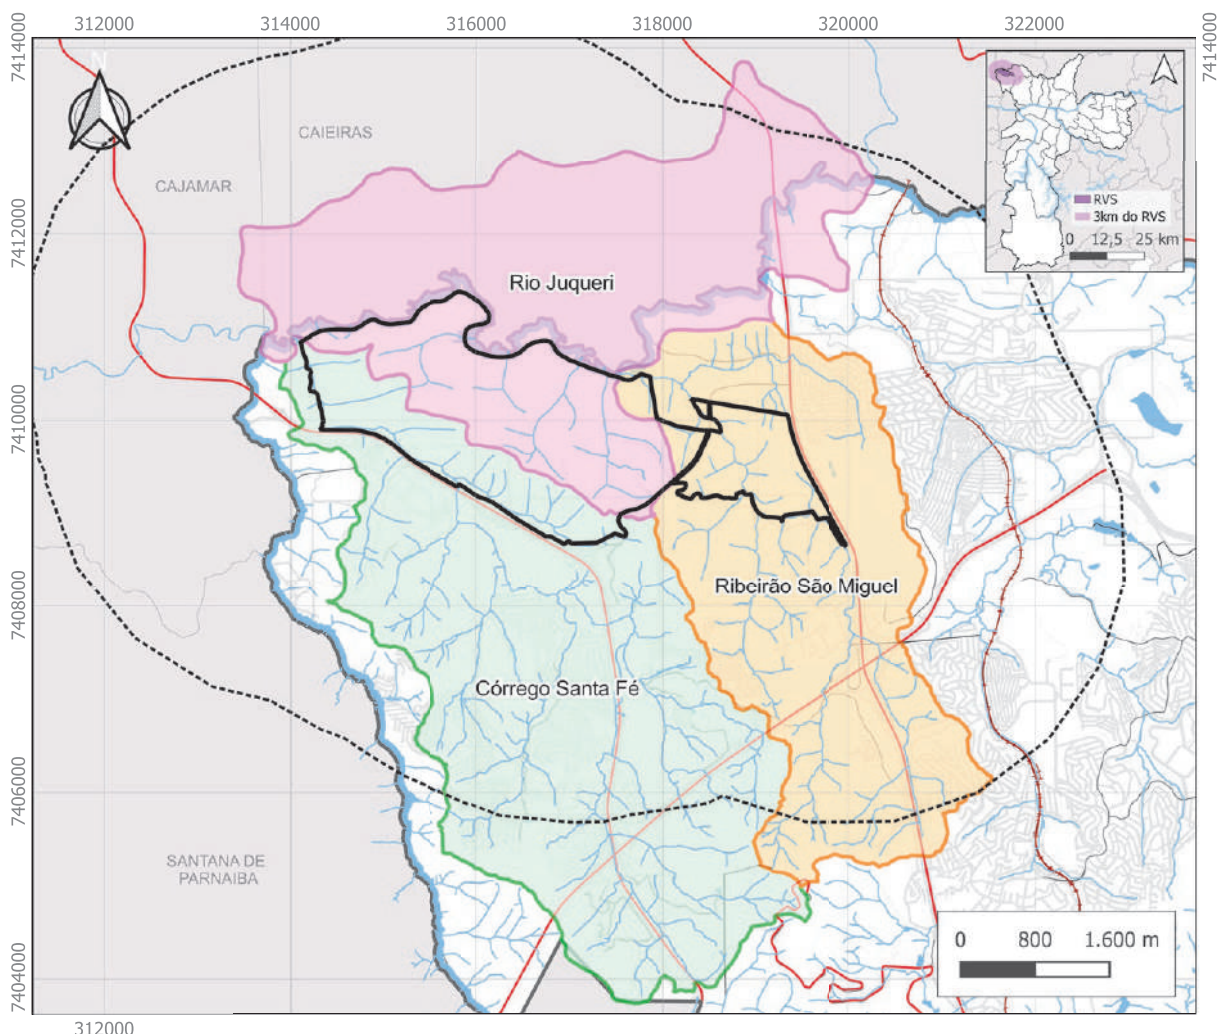 312000
314000
316000
318000
320000
322000
7414000
7414000
N
CAIEIRAS
CAJAMAR
RVS
3km do RVS
0 12,5 25 km
7412000
Rio Juqueri
7410000
7408000
Ribeirão São Miguel
Córrego Santa Fé
7406000
SANTANA DE
PARNAIBA
0 800 1.600 m
7404000
312000